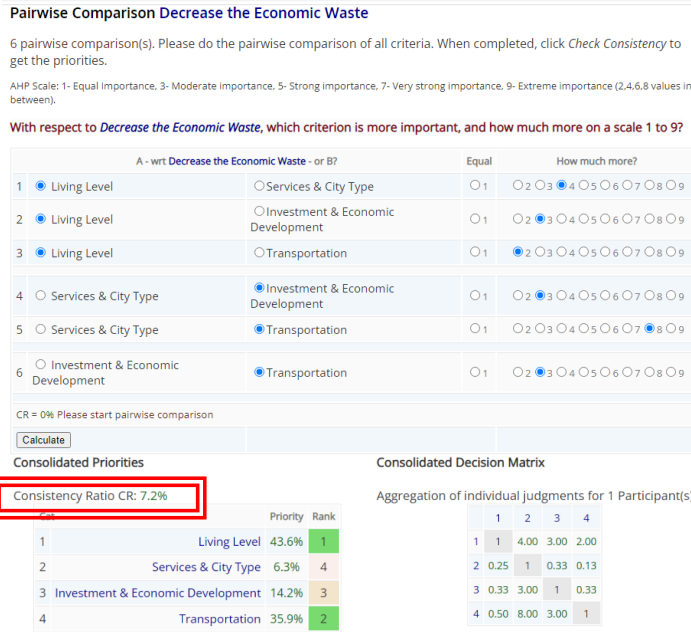 Pairwise Comparison Decrease the Economic Waste
6 pairwise comparison(s). Please do the pairwise comparison of all criteria. When completed, click Check Consistency to
get the priorities.
AHP Scale: 1- Equal Importance, 3- Moderate importance, 5- Strong importance, 7- Very strong importance, 9- Extreme importance (2,4,6,8 values in
between).
With respect to Decrease the Economic Waste, which criterion is more important, and how much more on a scale 1 to 9?
A - wrt Decrease the Economic Waste - or B? Equal How much more?
1 Living Level Services & City Type 1 2 3 4 5 6 7 8 9
2 Living Level Investment & Economic Development 1 2 3 4 5 6 7 8 9
3 Living Level Transportation 1 2 3 4 5 6 7 8 9
4 Services & City Type Investment & Economic Development 1 2 3 4 5 6 7 8 9
5 Services & City Type Transportation 1 2 3 4 5 6 7 8 9
6 Investment & Economic Development Transportation 1 2 3 4 5 6 7 8 9
CR = 0% Please start pairwise comparison
Calculate
Consolidated Priorities
Consistency Ratio CR: 7.2%
Cat Priority Rank
1 Living Level 43.6% 1
2 Services & City Type 6.3% 4
3 Investment & Economic Development 14.2% 3
4 Transportation 35.9% 2
Consolidated Decision Matrix
Aggregation of individual judgments for 1 Participant(s)
1 2 3 4
1 1 4.00 3.00 2.00
2 0.25 1 0.33 0.13
3 0.33 3.00 1 0.33
4 0.50 8.00 3.00 1